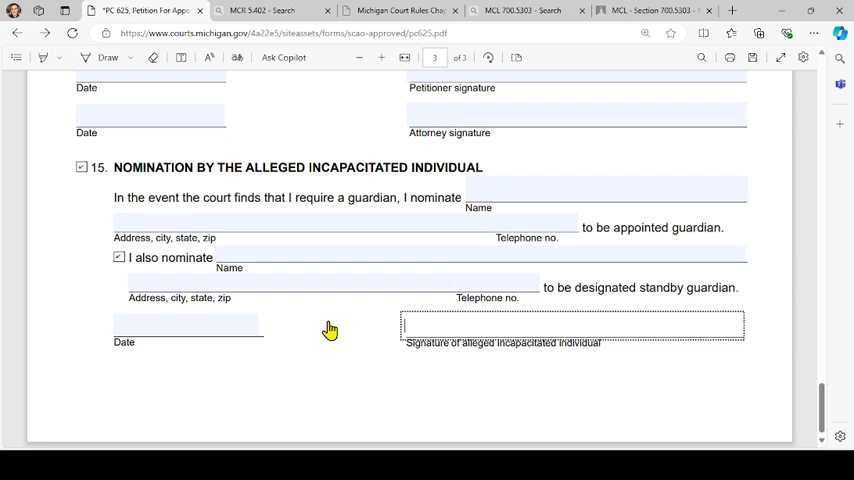 *PC 625, Petition For Appo
MCR 5.402 - Search
Michigan Court Rules Chap
MCL 700.5303 - Search
MCL - Section 700.5303 - M
https://www.courts.michigan.gov/4a22e5/siteassets/forms/scao-approved/pc625.pdf
Draw
Ask Copilot
3
of 3
Date
Petitioner signature
Date
Attorney signature
15. NOMINATION BY THE ALLEGED INCAPACITATED INDIVIDUAL
In the event the court finds that I require a guardian, I nominate
Name
to be appointed guardian.
Address, city, state, zip
Telephone no.
I also nominate
Name
to be designated standby guardian.
Address, city, state, zip
Telephone no.
Date
Signature of alleged incapacitated individual